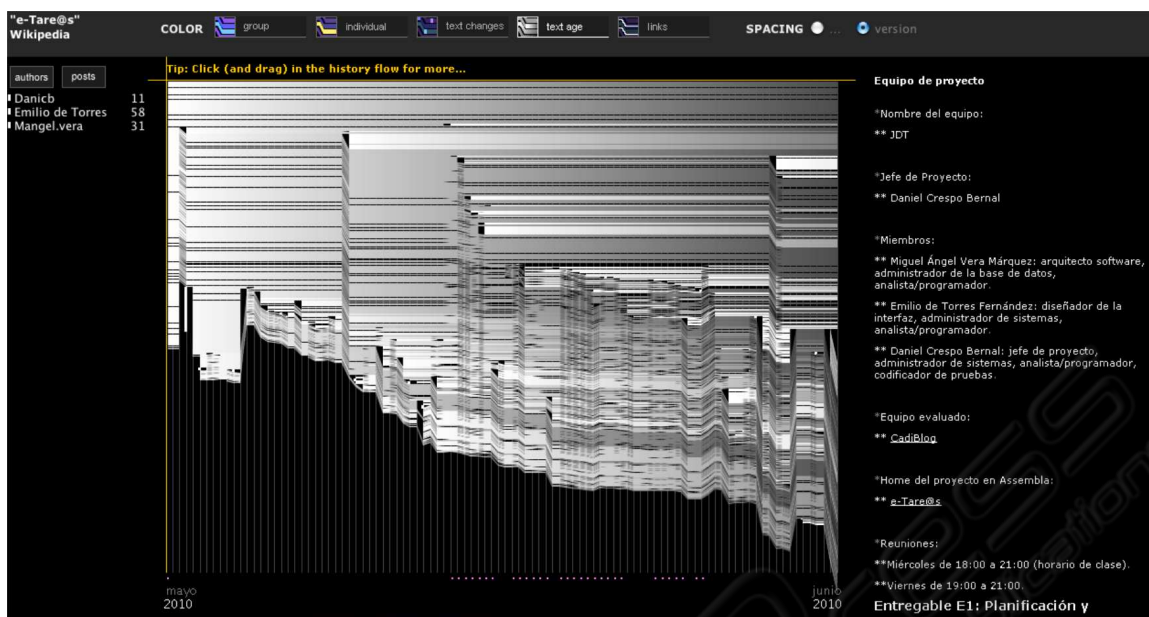 "e-Tare@s"
Wikipedia
COLOR group individual text changes text age links SPACING ... version
authors posts
Danicb 11
Emilio de Torres 58
Mangel.vera 31
Tip: Click (and drag) in the history flow for more...
mayo
2010
junio
2010
Equipo de proyecto
*Nombre del equipo:
** JDT
*Jefe de Proyecto:
** Daniel Crespo Bernal
*Miembros:
** Miguel Ángel Vera Márquez: arquitecto software,
administrador de la base de datos,
analista/programador.
** Emilio de Torres Fernández: diseñador de la
interfaz, administrador de sistemas,
analista/programador.
** Daniel Crespo Bernal: jefe de proyecto,
administrador de sistemas, analista/programador,
codificador de pruebas.
*Equipo evaluado:
** CadiBlog
*Home del proyecto en Assembla:
** e-Tare@s
*Reuniones:
**Miércoles de 18:00 a 21:00 (horario de clase).
**Viernes de 19:00 a 21:00.
Entregable E1: Planificación y